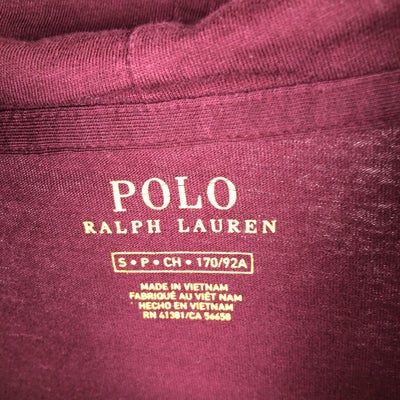 POLO
RALPH LAUREN
S • P • CH • 170/92A
MADE IN VIETNAM
FABRIQUÉ AU VIÊT NAM
HECHO EN VIETNAM
RN 41381/CA 56658